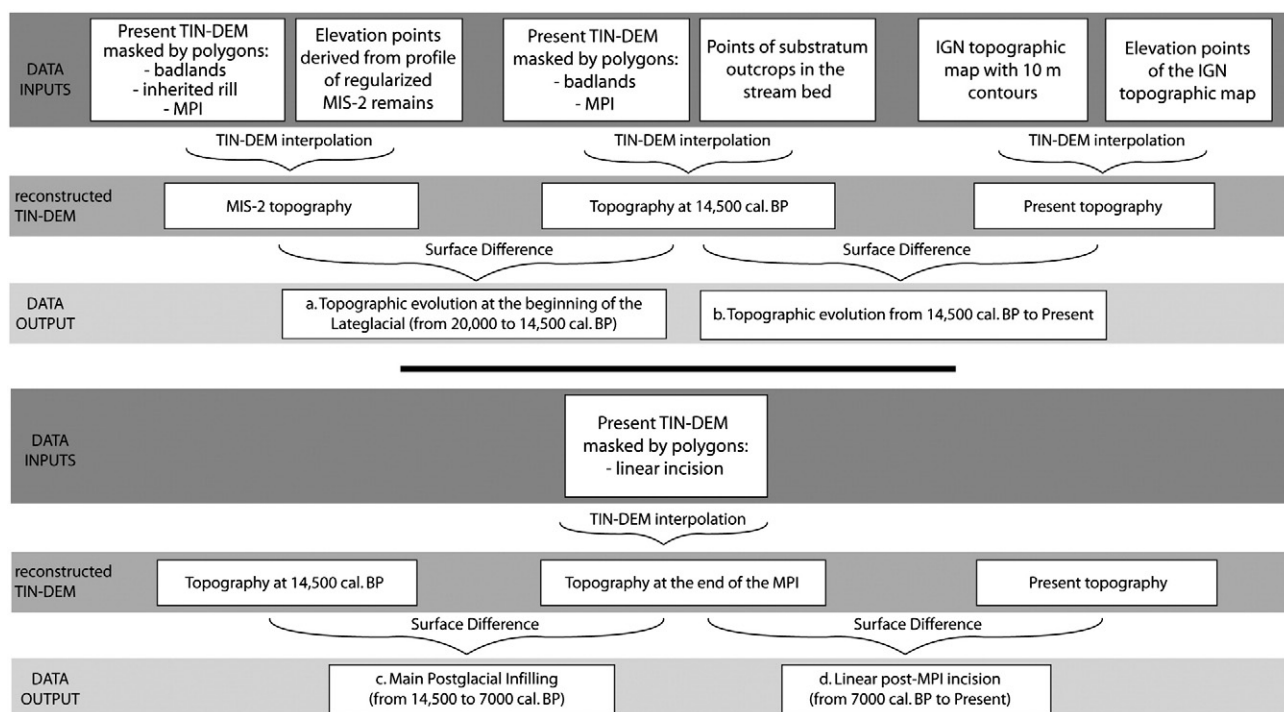 DATA
INPUTS
Present TIN-DEM
masked by polygons:
- badlands
- inherited rill
- MPI
Elevation points
derived from profile
of regularized
MIS-2 remains
Present TIN-DEM
masked by polygons:
- badlands
- MPI
Points of substratum
outcrops in the
stream bed
IGN topographic
map with 10 m
contours
Elevation points
of the IGN
topographic map
TIN-DEM interpolation
TIN-DEM interpolation
TIN-DEM interpolation
reconstructed
TIN-DEM
MIS-2 topography
Topography at 14,500 cal. BP
Present topography
Surface Difference
Surface Difference
DATA
OUTPUT
a. Topographic evolution at the beginning of the
Lateglacial (from 20,000 to 14,500 cal. BP)
b. Topographic evolution from 14,500 cal. BP to Present
DATA
INPUTS
Present TIN-DEM
masked by polygons:
- linear incision
TIN-DEM interpolation
reconstructed
TIN-DEM
Topography at 14,500 cal. BP
Topography at the end of the MPI
Present topography
Surface Difference
Surface Difference
DATA
OUTPUT
c. Main Postglacial Infilling
(from 14,500 to 7000 cal. BP)
d. Linear post-MPI incision
(from 7000 cal. BP to Present)